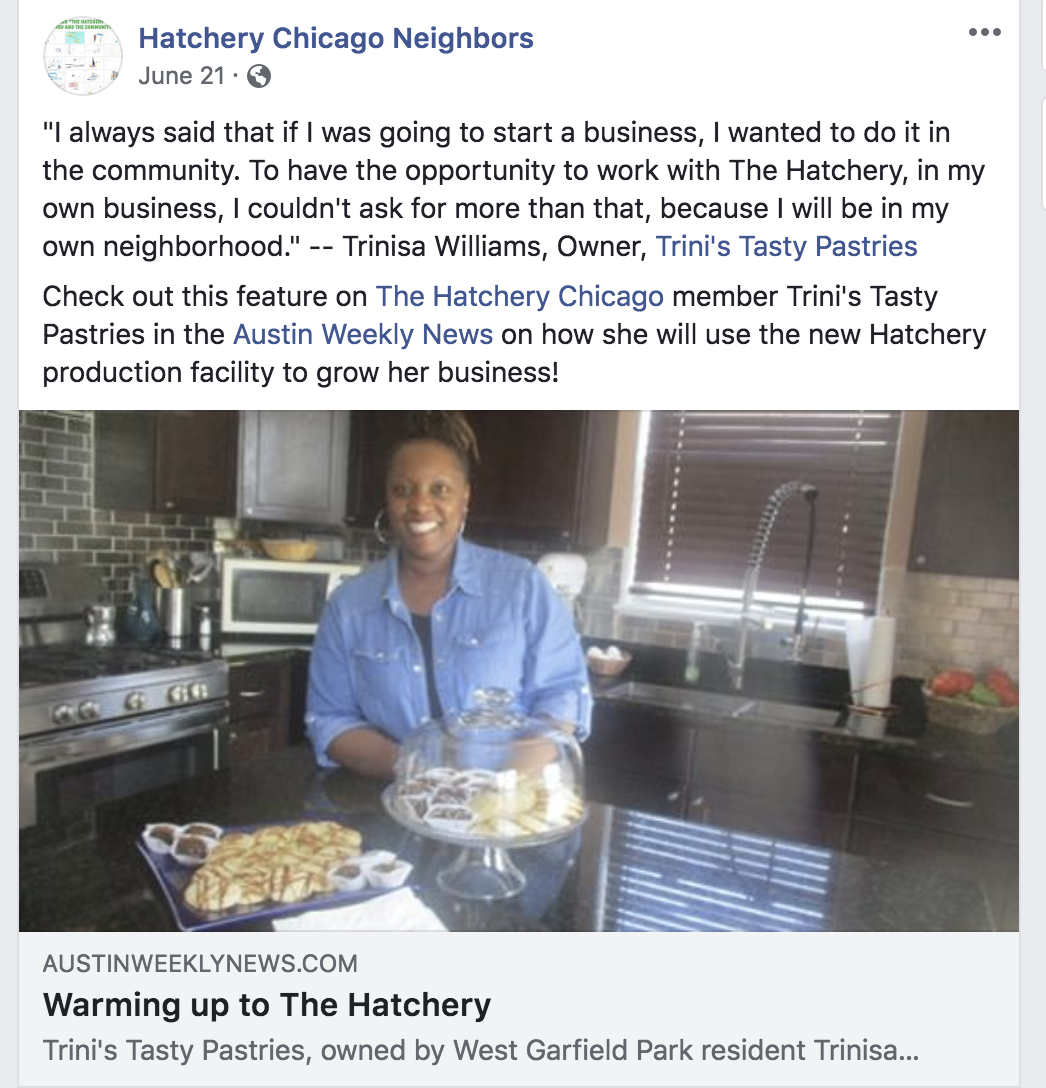 Hatchery Chicago Neighbors
June 21 ·
"I always said that if I was going to start a business, I wanted to do it in
the community. To have the opportunity to work with The Hatchery, in my
own business, I couldn't ask for more than that, because I will be in my
own neighborhood." -- Trinisa Williams, Owner, Trini's Tasty Pastries
Check out this feature on The Hatchery Chicago member Trini's Tasty
Pastries in the Austin Weekly News on how she will use the new Hatchery
production facility to grow her business!
AUSTINWEEKLYNEWS.COM
Warming up to The Hatchery
Trini's Tasty Pastries, owned by West Garfield Park resident Trinisa...